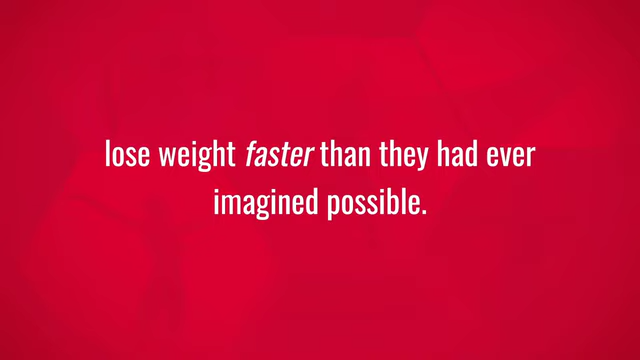 lose weight faster than they had ever
imagined possible.